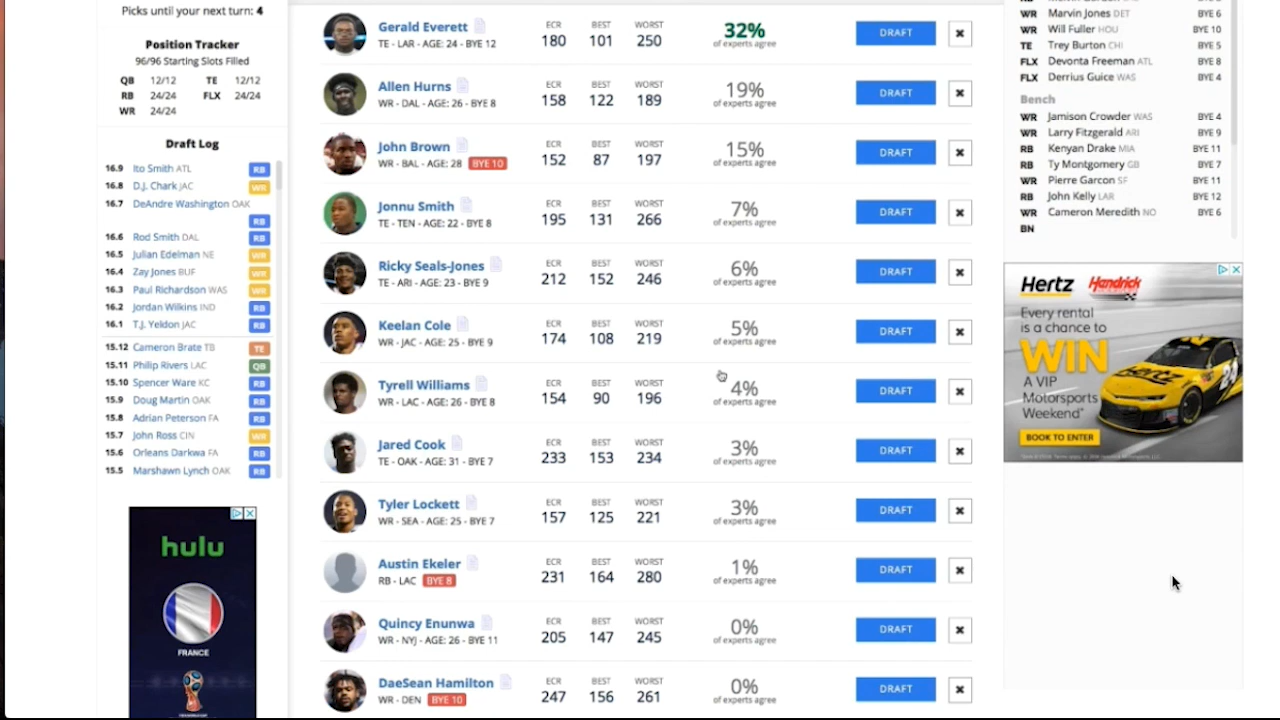 Picks until your next turn: 4
Position Tracker
96/96 Starting Slots Filled
QB 12/12 TE 12/12
RB 24/24 FLX 24/24
WR 24/24
Draft Log
16.9 Ito Smith ATL RB
16.8 D.J. Chark JAC WR
16.7 DeAndre Washington OAK
RB
16.6 Rod Smith DAL RB
16.5 Julian Edelman NE WR
16.4 Zay Jones BUF WR
16.3 Paul Richardson WAS WR
16.2 Jordan Wilkins IND RB
16.1 T.J. Yeldon JAC RB
15.12 Cameron Brate TB TE
15.11 Philip Rivers LAC QB
15.10 Spencer Ware KC RB
15.9 Doug Martin OAK RB
15.8 Adrian Peterson FA RB
15.7 John Ross CIN WR
15.6 Orleans Darkwa FA RB
15.5 Marshawn Lynch OAK RB
hulu
FRANCE
Gerald Everett ECR BEST WORST 32%
TE - LAR - AGE: 24 - BYE 12 180 101 250 of experts agree DRAFT
Allen Hurns ECR BEST WORST 19%
WR - DAL - AGE: 26 - BYE 8 158 122 189 of experts agree DRAFT
John Brown ECR BEST WORST 15%
WR - BAL - AGE: 28 BYE 10 152 87 197 of experts agree DRAFT
Jonnu Smith ECR BEST WORST 7%
TE - TEN - AGE: 22 - BYE 8 195 131 266 of experts agree DRAFT
Ricky Seals-Jones ECR BEST WORST 6%
TE - ARI - AGE: 23 - BYE 9 212 152 246 of experts agree DRAFT
Keelan Cole ECR BEST WORST 5%
WR - JAC - AGE: 25 - BYE 9 174 108 219 of experts agree DRAFT
Tyrell Williams ECR BEST WORST 4%
WR - LAC - AGE: 26 - BYE 8 154 90 196 of experts agree DRAFT
Jared Cook ECR BEST WORST 3%
TE - OAK - AGE: 31 - BYE 7 233 153 234 of experts agree DRAFT
Tyler Lockett ECR BEST WORST 3%
WR - SEA - AGE: 25 - BYE 7 157 125 221 of experts agree DRAFT
Austin Ekeler ECR BEST WORST 1%
RB - LAC BYE 8 231 164 280 of experts agree DRAFT
Quincy Enunwa ECR BEST WORST 0%
WR - NYJ - AGE: 26 - BYE 11 205 147 245 of experts agree DRAFT
DaeSean Hamilton ECR BEST WORST 0%
WR - DEN BYE 10 247 156 261 of experts agree DRAFT
WR Marvin Jones DET BYE 6
WR Will Fuller HOU BYE 10
TE Trey Burton CHI BYE 5
FLX Devonta Freeman ATL BYE 8
FLX Derrius Guice WAS BYE 4
Bench
WR Jamison Crowder WAS BYE 4
WR Larry Fitzgerald ARI BYE 9
RB Kenyan Drake MIA BYE 11
RB Ty Montgomery GB BYE 7
WR Pierre Garcon SF BYE 11
RB John Kelly LAR BYE 12
WR Cameron Meredith NO BYE 6
BN
Hertz Hendrick
Every rental
is a chance to
WIN
A VIP
Motorsports
Weekend*
BOOK TO ENTER
Hertz 24